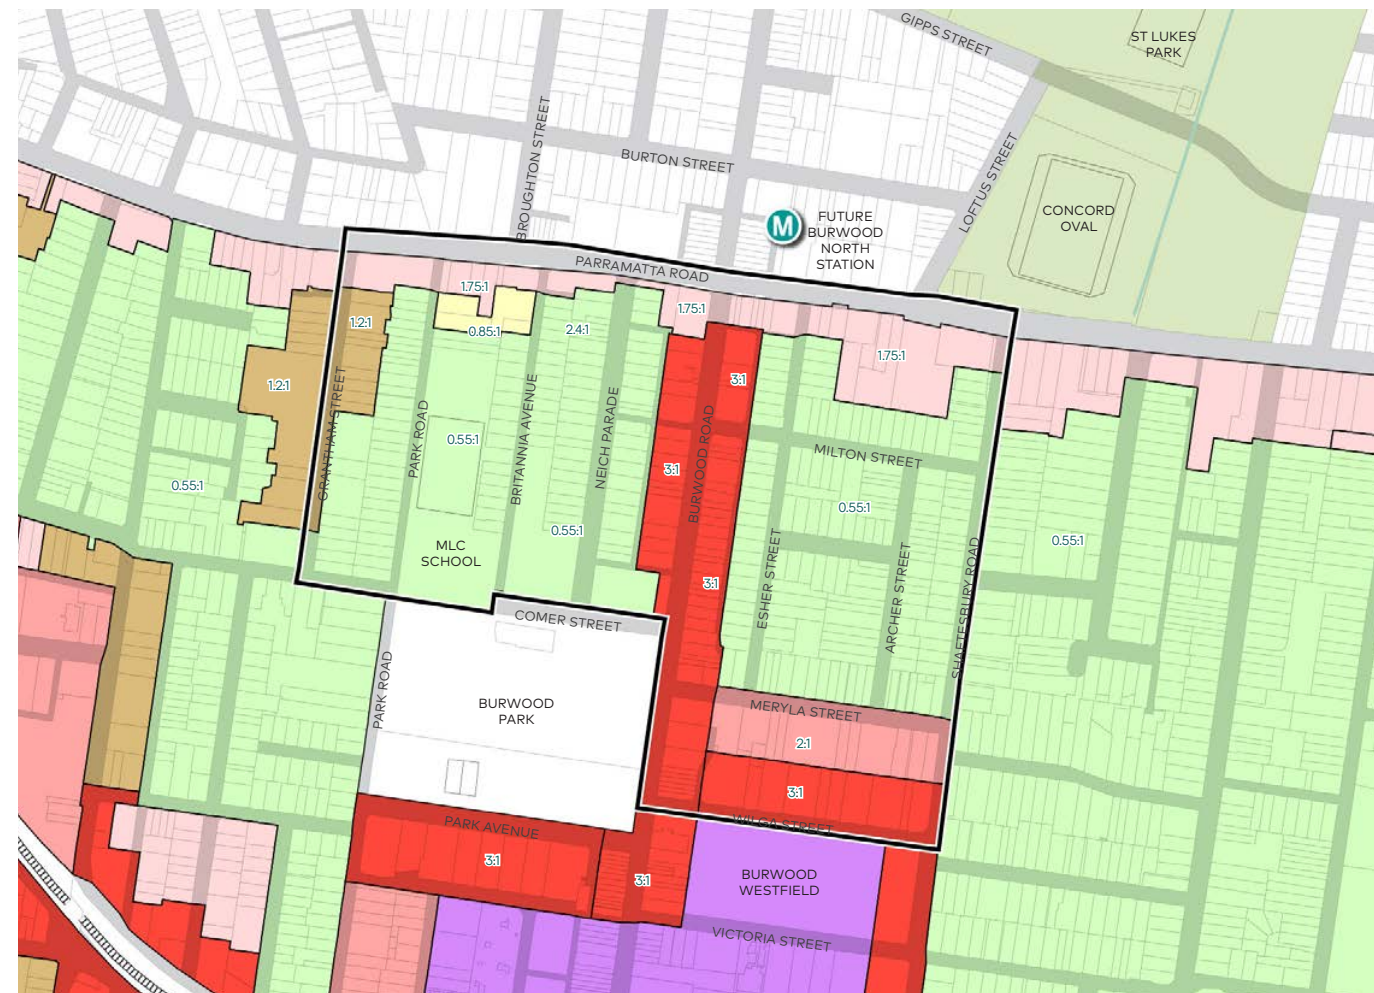 GIPPS STREET
ST LUKES
PARK
BROUGHTON STREET
BURTON STREET
LOFTUS STREET
M
FUTURE
BURWOOD
NORTH
STATION
CONCORD
OVAL
PARRAMATTA ROAD
1.75:1
1.75:1
1.2:1
0.85:1
2.4:1
1.75:1
1.2:1
3:1
GRANTHAM STREET
PARK ROAD
BRITANNIA AVENUE
NEICH PARADE
BURWOOD ROAD
0.55:1
MILTON STREET
3:1
0.55:1
0.55:1
0.55:1
0.55:1
MLC
SCHOOL
3:1
ESHER STREET
ARCHER STREET
SHAFTESBURY ROAD
COMER STREET
PARK ROAD
BURWOOD
PARK
MERYLA STREET
2:1
3:1
PARK AVENUE
WILGA STREET
3:1
3:1
BURWOOD
WESTFIELD
VICTORIA STREET